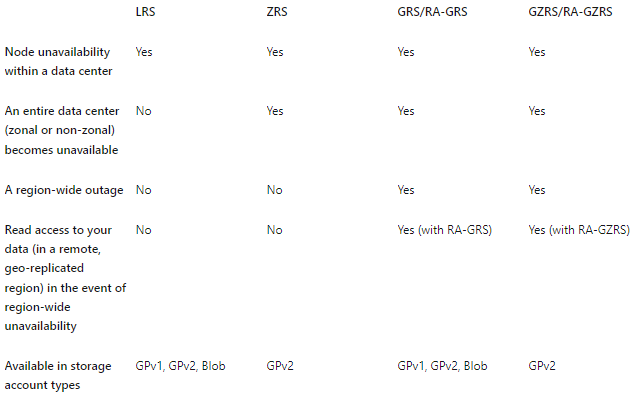 LRS ZRS GRS/RA-GRS GZRS/RA-GZRS
Node unavailability Yes Yes Yes Yes
within a data center
An entire data center No Yes Yes Yes
(zonal or non-zonal)
becomes unavailable
A region-wide outage No No Yes Yes
Read access to your No No Yes (with RA-GRS) Yes (with RA-GZRS)
data (in a remote,
geo-replicated
region) in the event of
region-wide
unavailability
Available in storage GPv1, GPv2, Blob GPv2 GPv1, GPv2, Blob GPv2
account types